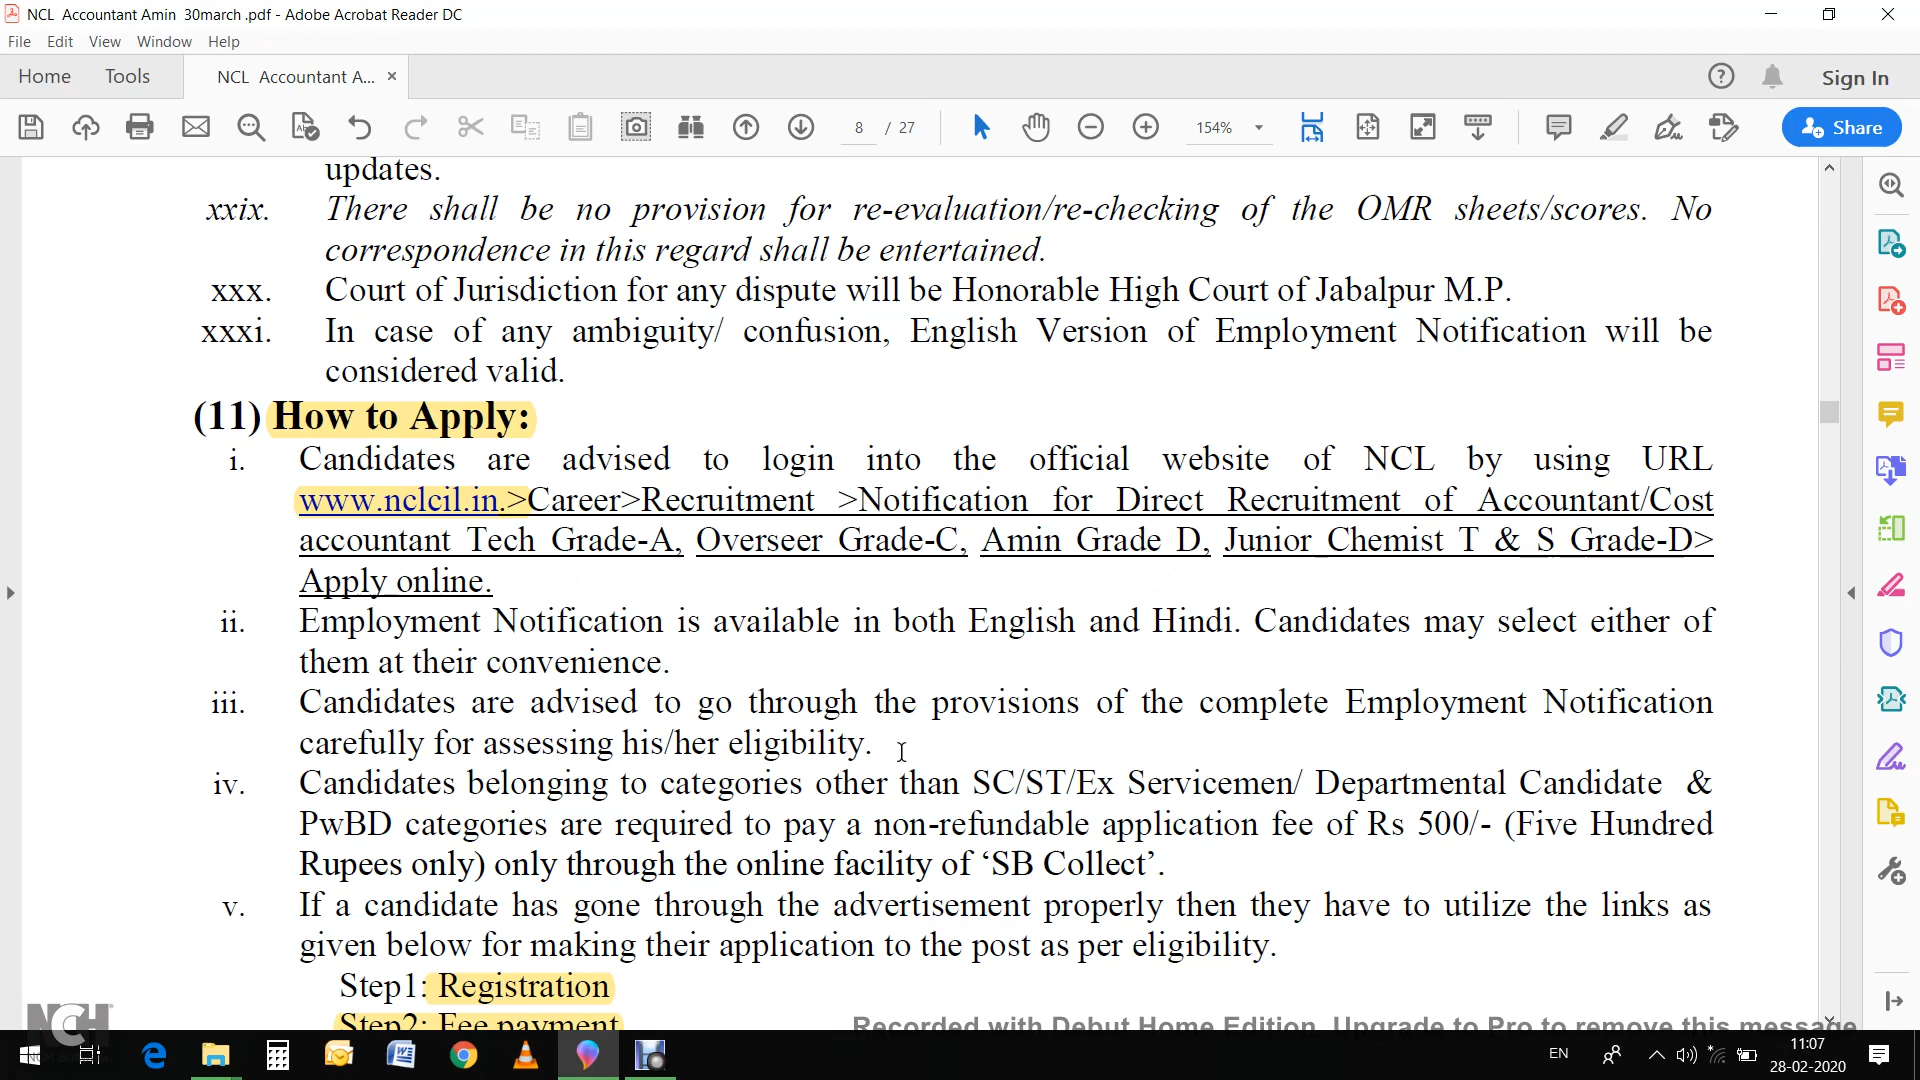 NCL Accountant Amin 30march .pdf - Adobe Acrobat Reader DC
File Edit View Window Help
Home Tools NCL Accountant A... × Sign In
8 / 27 154% Share
updates.
xxix. There shall be no provision for re-evaluation/re-checking of the OMR sheets/scores. No
correspondence in this regard shall be entertained.
xxx. Court of Jurisdiction for any dispute will be Honorable High Court of Jabalpur M.P.
xxxi. In case of any ambiguity/ confusion, English Version of Employment Notification will be
considered valid.
(11) How to Apply:
i. Candidates are advised to login into the official website of NCL by using URL
www.nclcil.in.>Career>Recruitment >Notification for Direct Recruitment of Accountant/Cost
accountant Tech Grade-A, Overseer Grade-C, Amin Grade D, Junior Chemist T & S Grade-D>
Apply online.
ii. Employment Notification is available in both English and Hindi. Candidates may select either of
them at their convenience.
iii. Candidates are advised to go through the provisions of the complete Employment Notification
carefully for assessing his/her eligibility.
iv. Candidates belonging to categories other than SC/ST/Ex Servicemen/ Departmental Candidate &
PwBD categories are required to pay a non-refundable application fee of Rs 500/- (Five Hundred
Rupees only) only through the online facility of ‘SB Collect’.
v. If a candidate has gone through the advertisement properly then they have to utilize the links as
given below for making their application to the post as per eligibility.
Step1: Registration
Step2: Fee payment
NCH
Recorded with Debut Home Edition. Upgrade to Pro to remove this message
EN 11:07
28-02-2020